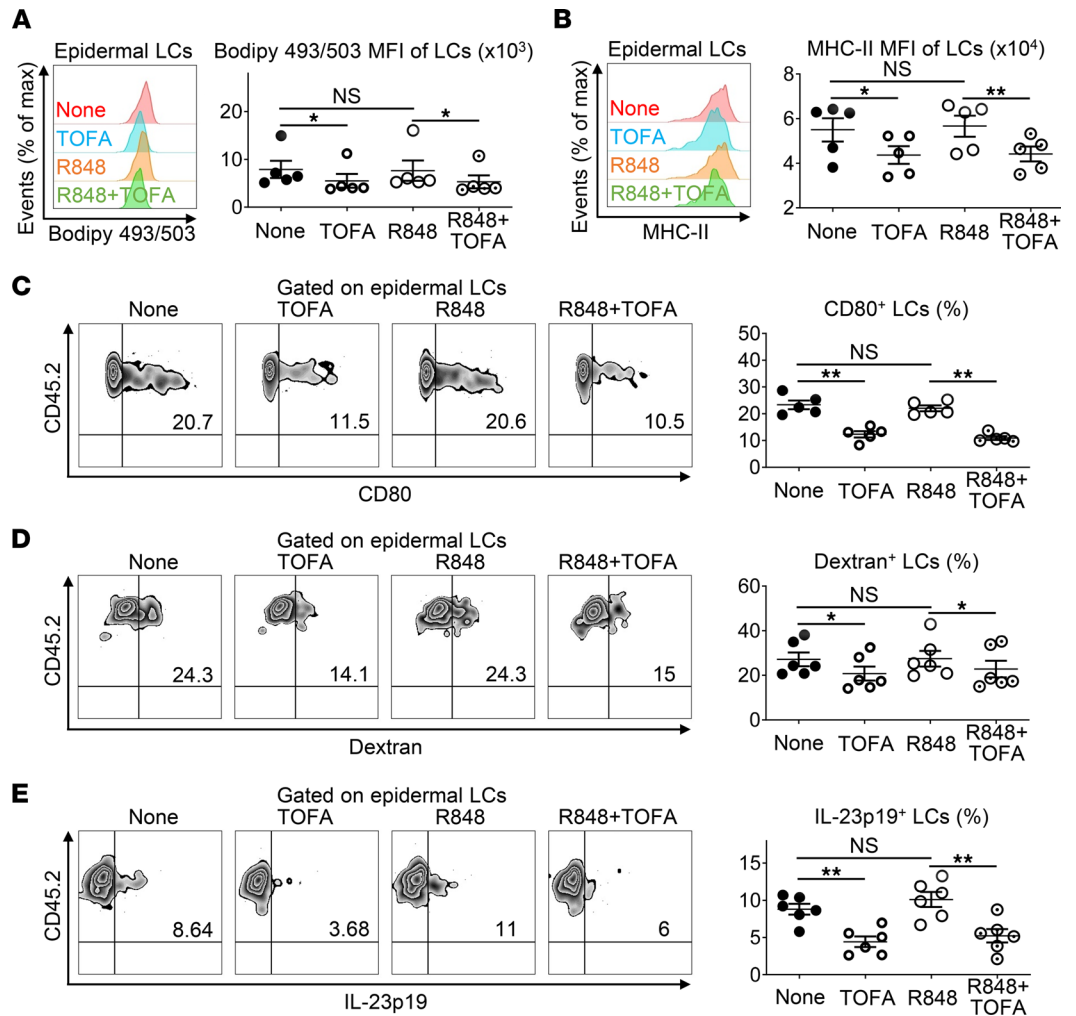 A
Epidermal LCs
Events (% of max)
None
TOFA
R848
R848+TOFA
Bodipy 493/503
Bodipy 493/503 MFI of LCs (x10³)
20
10
0
NS
*
*
None
TOFA
R848
R848+
TOFA
B
Epidermal LCs
Events (% of max)
None
TOFA
R848
R848+TOFA
MHC-II
MHC-II MFI of LCs (x10⁴)
8
6
4
2
NS
*
**
None
TOFA
R848
R848+
TOFA
C
Gated on epidermal LCs
None
TOFA
R848
R848+TOFA
CD45.2
20.7
11.5
20.6
10.5
CD80
CD80⁺ LCs (%)
50
40
30
20
10
0
NS
**
**
None
TOFA
R848
R848+
TOFA
D
Gated on epidermal LCs
None
TOFA
R848
R848+TOFA
CD45.2
24.3
14.1
24.3
15
Dextran
Dextran⁺ LCs (%)
60
40
20
0
NS
*
*
None
TOFA
R848
R848+
TOFA
E
Gated on epidermal LCs
None
TOFA
R848
R848+TOFA
CD45.2
8.64
3.68
11
6
IL-23p19
IL-23p19⁺ LCs (%)
15
10
5
0
NS
**
**
None
TOFA
R848
R848+
TOFA